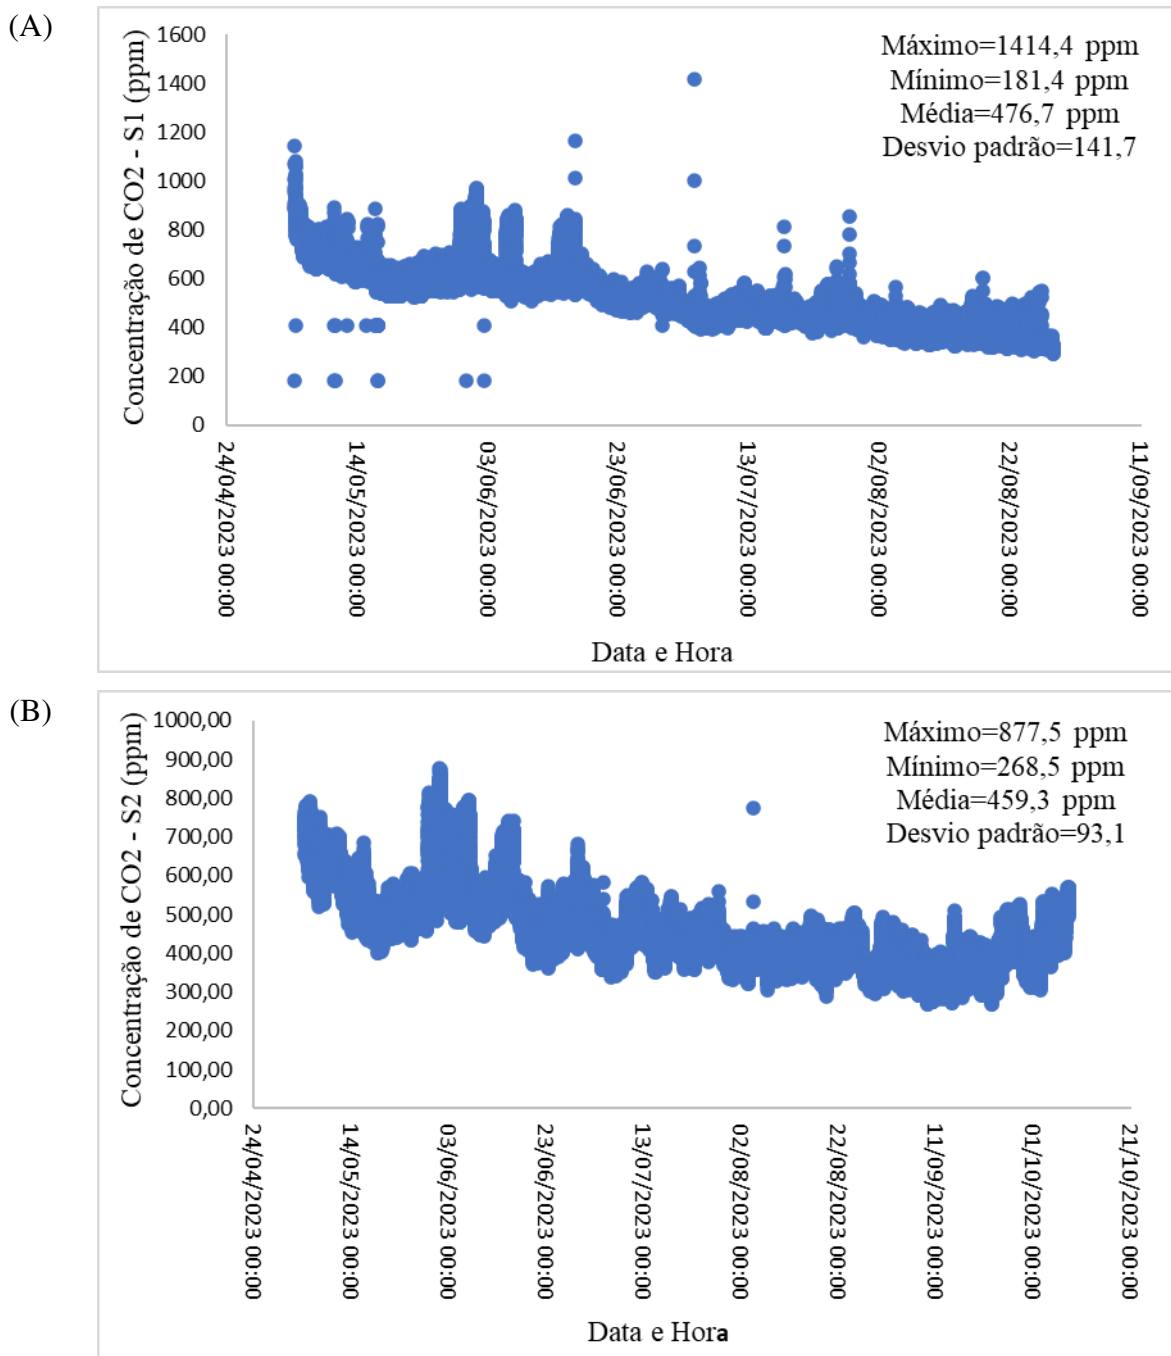 (A)
Concentração de CO2 - S1 (ppm)
1600
1400
1200
1000
800
600
400
200
0
Máximo=1414,4 ppm
Mínimo=181,4 ppm
Média=476,7 ppm
Desvio padrão=141,7
24/04/2023 00:00
14/05/2023 00:00
03/06/2023 00:00
23/06/2023 00:00
13/07/2023 00:00
02/08/2023 00:00
22/08/2023 00:00
11/09/2023 00:00
Data e Hora
(B)
Concentração de CO2 - S2 (ppm)
1000,00
900,00
800,00
700,00
600,00
500,00
400,00
300,00
200,00
100,00
0,00
Máximo=877,5 ppm
Mínimo=268,5 ppm
Média=459,3 ppm
Desvio padrão=93,1
24/04/2023 00:00
14/05/2023 00:00
03/06/2023 00:00
23/06/2023 00:00
13/07/2023 00:00
02/08/2023 00:00
22/08/2023 00:00
11/09/2023 00:00
01/10/2023 00:00
21/10/2023 00:00
Data e Hora